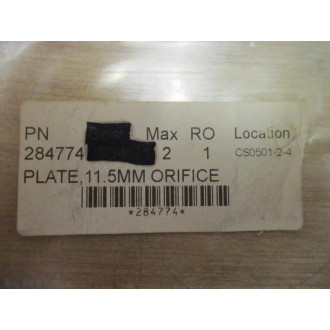 PN Max RO Location
284774 2 1 CS0501-2-4
PLATE,11.5MM ORIFICE
*284774*